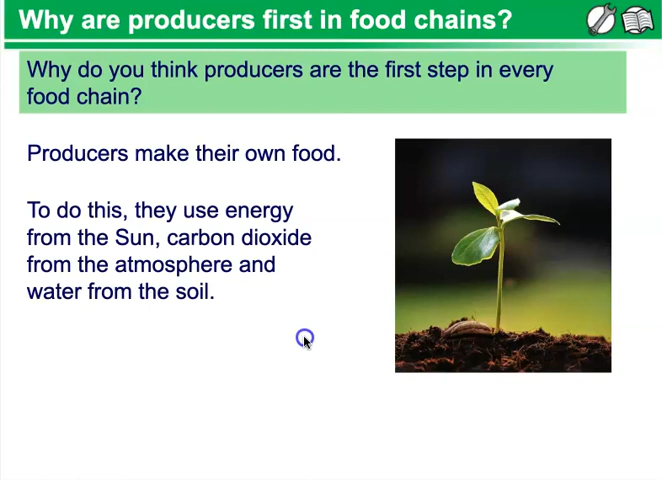 Why are producers first in food chains?
Why do you think producers are the first step in every
food chain?
Producers make their own food.
To do this, they use energy
from the Sun, carbon dioxide
from the atmosphere and
water from the soil.